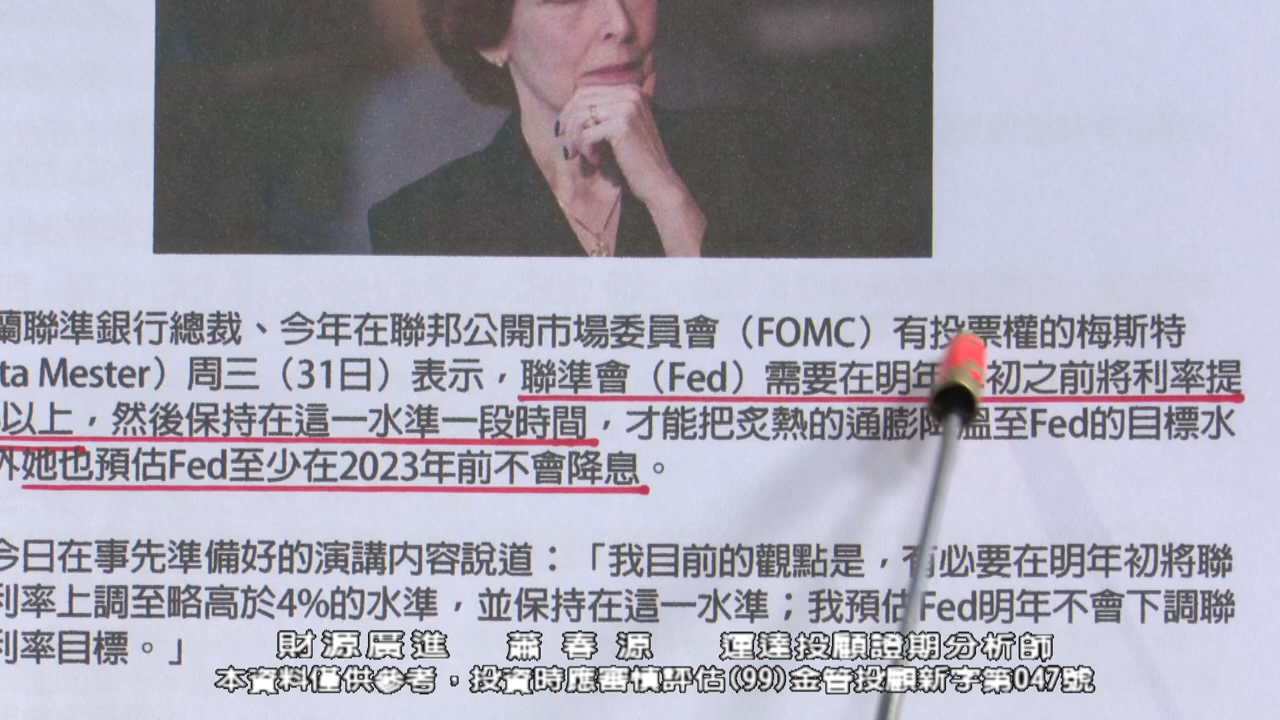 蘭聯準銀行總裁、今年在聯邦公開市場委員會（FOMC）有投票權的梅斯特
ta Mester）周三（31日）表示，聯準會（Fed）需要在明年初之前將利率提
以上，然後保持在這一水準一段時間，才能把炙熱的通膨降溫至Fed的目標水
外她也預估Fed至少在2023年前不會降息。
今日在事先準備好的演講內容說道：「我目前的觀點是，有必要在明年初將聯
利率上調至略高於4%的水準，並保持在這一水準；我預估Fed明年不會下調聯
利率目標。」
財源廣進 蕭春源 運達投顧證期分析師
本資料僅供參考，投資時應審慎評估(99)金管投顧新字第047號